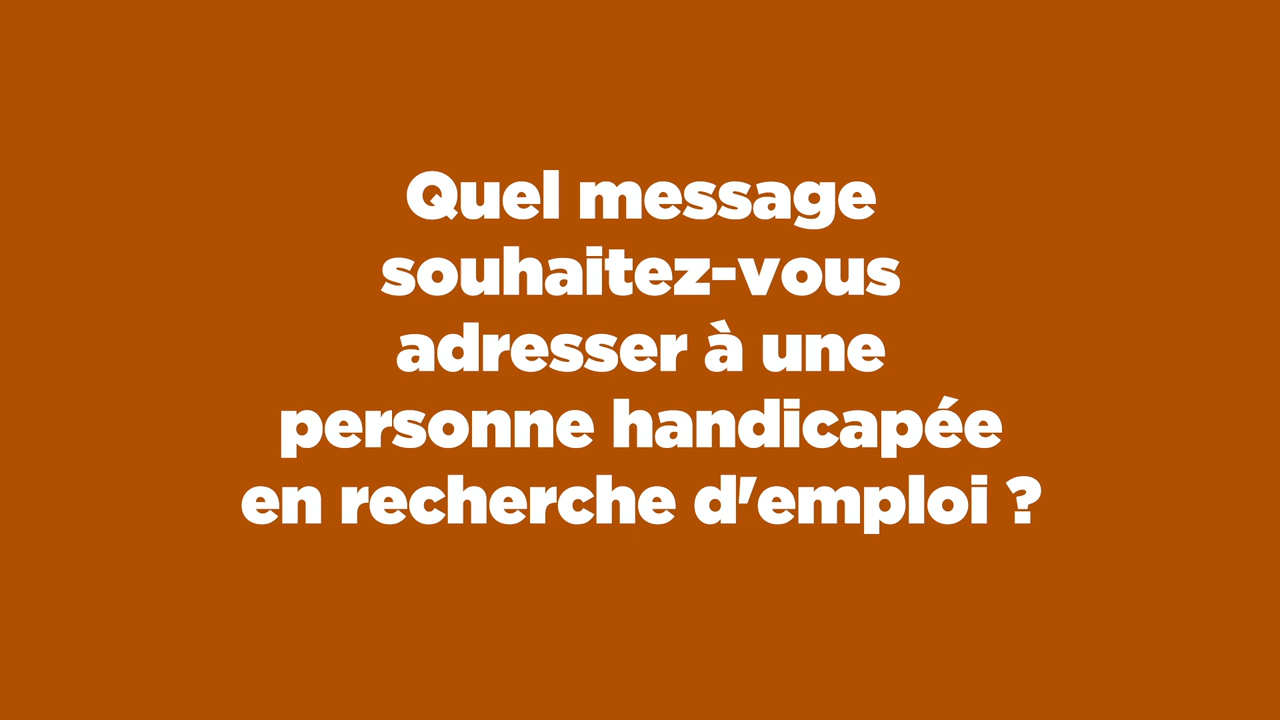 Quel message
souhaitez-vous
adresser à une
personne handicapée
en recherche d'emploi ?